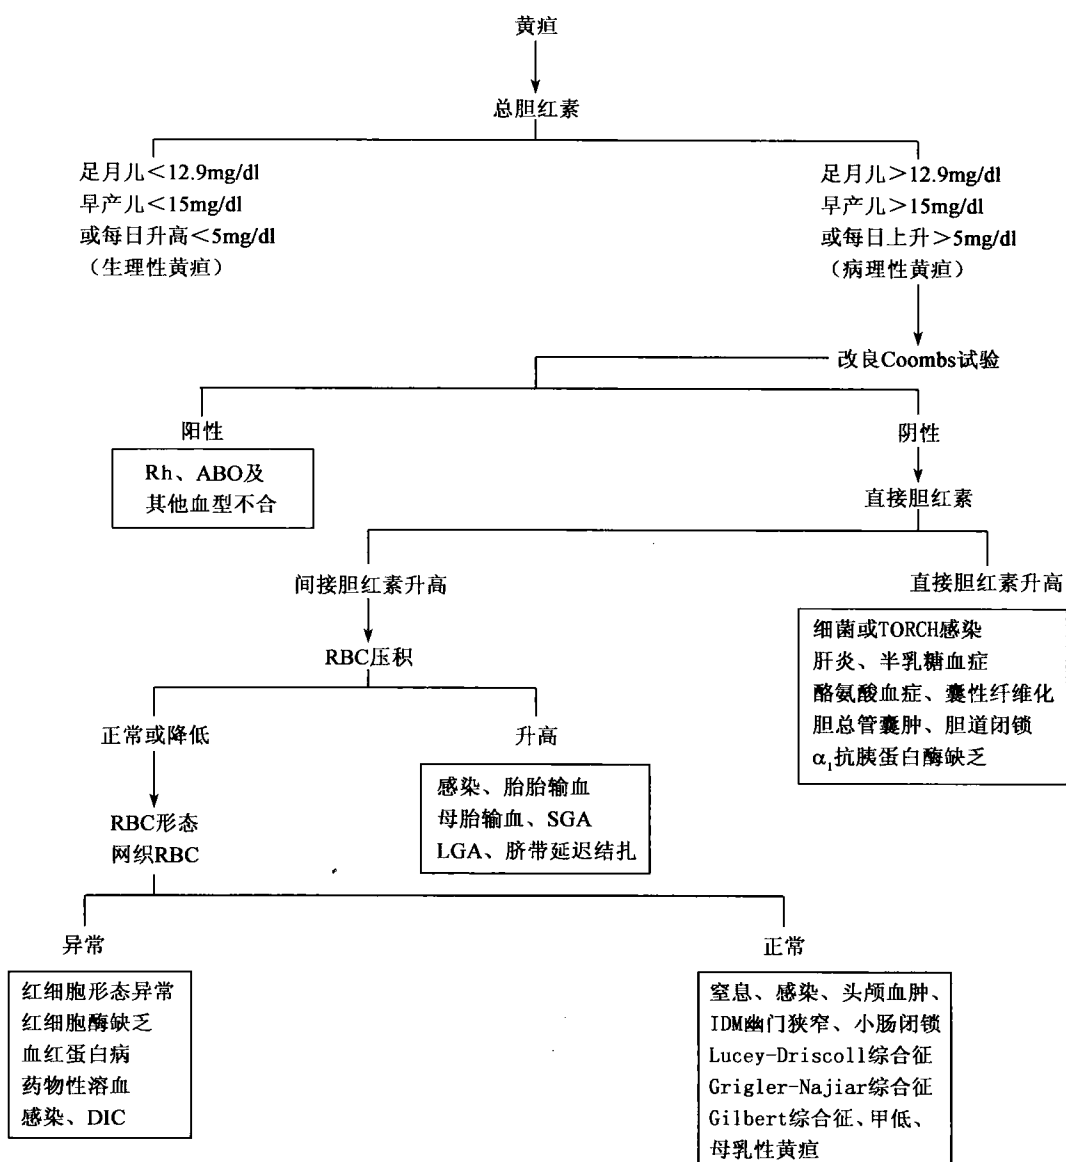 黄疸
总胆红素
足月儿＜12.9mg/dl
早产儿＜15mg/dl
或每日升高＜5mg/dl
（生理性黄疸）
足月儿＞12.9mg/dl
早产儿＞15mg/dl
或每日上升＞5mg/dl
（病理性黄疸）
改良Coombs试验
阳性
Rh、ABO及
其他血型不合
阴性
直接胆红素
间接胆红素升高
直接胆红素升高
细菌或TORCH感染
肝炎、半乳糖血症
酪氨酸血症、囊性纤维化
胆总管囊肿、胆道闭锁
α₁抗胰蛋白酶缺乏
RBC压积
正常或降低
升高
感染、胎胎输血
母胎输血、SGA
LGA、脐带延迟结扎
RBC形态
网织RBC
异常
红细胞形态异常
红细胞酶缺乏
血红蛋白病
药物性溶血
感染、DIC
正常
窒息、感染、头颅血肿、
IDM幽门狭窄、小肠闭锁
Lucey-Driscoll综合征
Grigler-Najiar综合征
Gilbert综合征、甲低、
母乳性黄疸